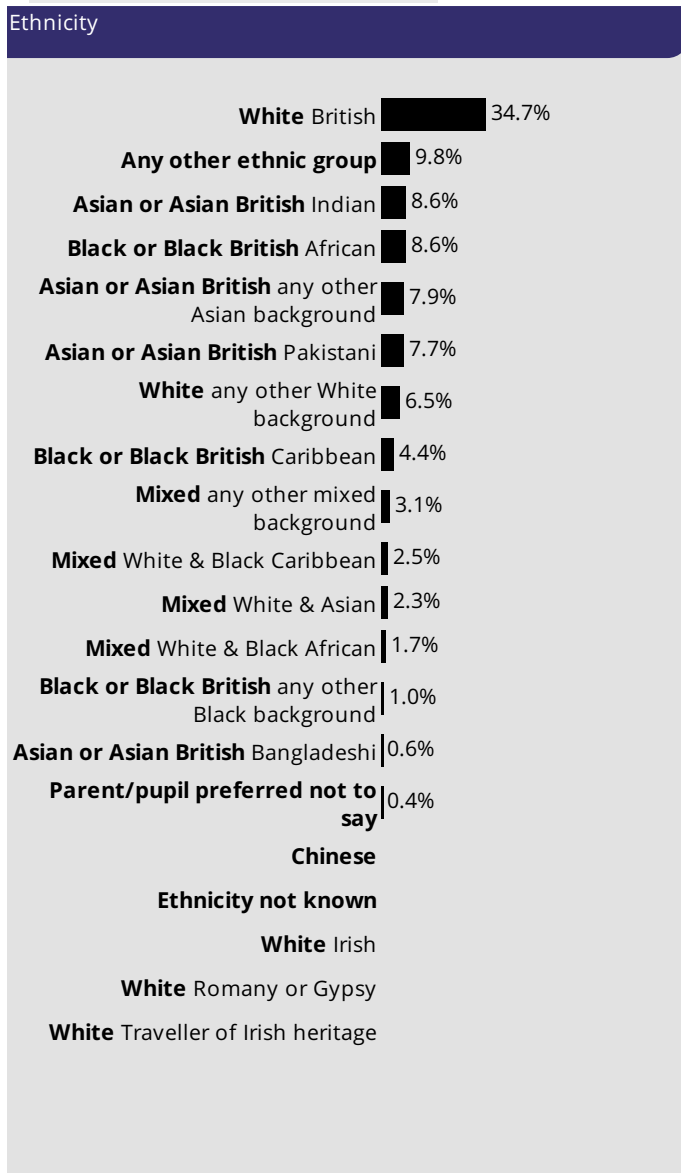 Ethnicity
White British 34.7%
Any other ethnic group 9.8%
Asian or Asian British Indian 8.6%
Black or Black British African 8.6%
Asian or Asian British any other
Asian background 7.9%
Asian or Asian British Pakistani 7.7%
White any other White
background 6.5%
Black or Black British Caribbean 4.4%
Mixed any other mixed
background 3.1%
Mixed White & Black Caribbean 2.5%
Mixed White & Asian 2.3%
Mixed White & Black African 1.7%
Black or Black British any other
Black background 1.0%
Asian or Asian British Bangladeshi 0.6%
Parent/pupil preferred not to
say 0.4%
Chinese
Ethnicity not known
White Irish
White Romany or Gypsy
White Traveller of Irish heritage